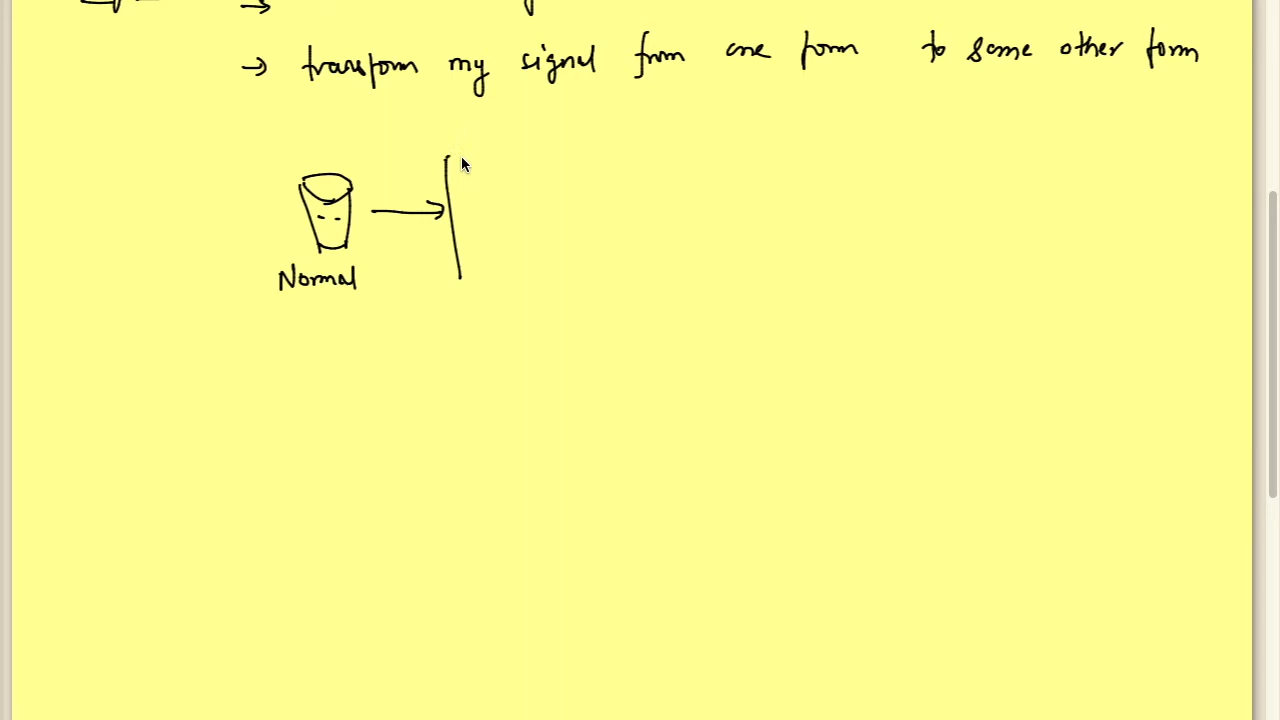 → transform my signal from one form to some other form
Normal